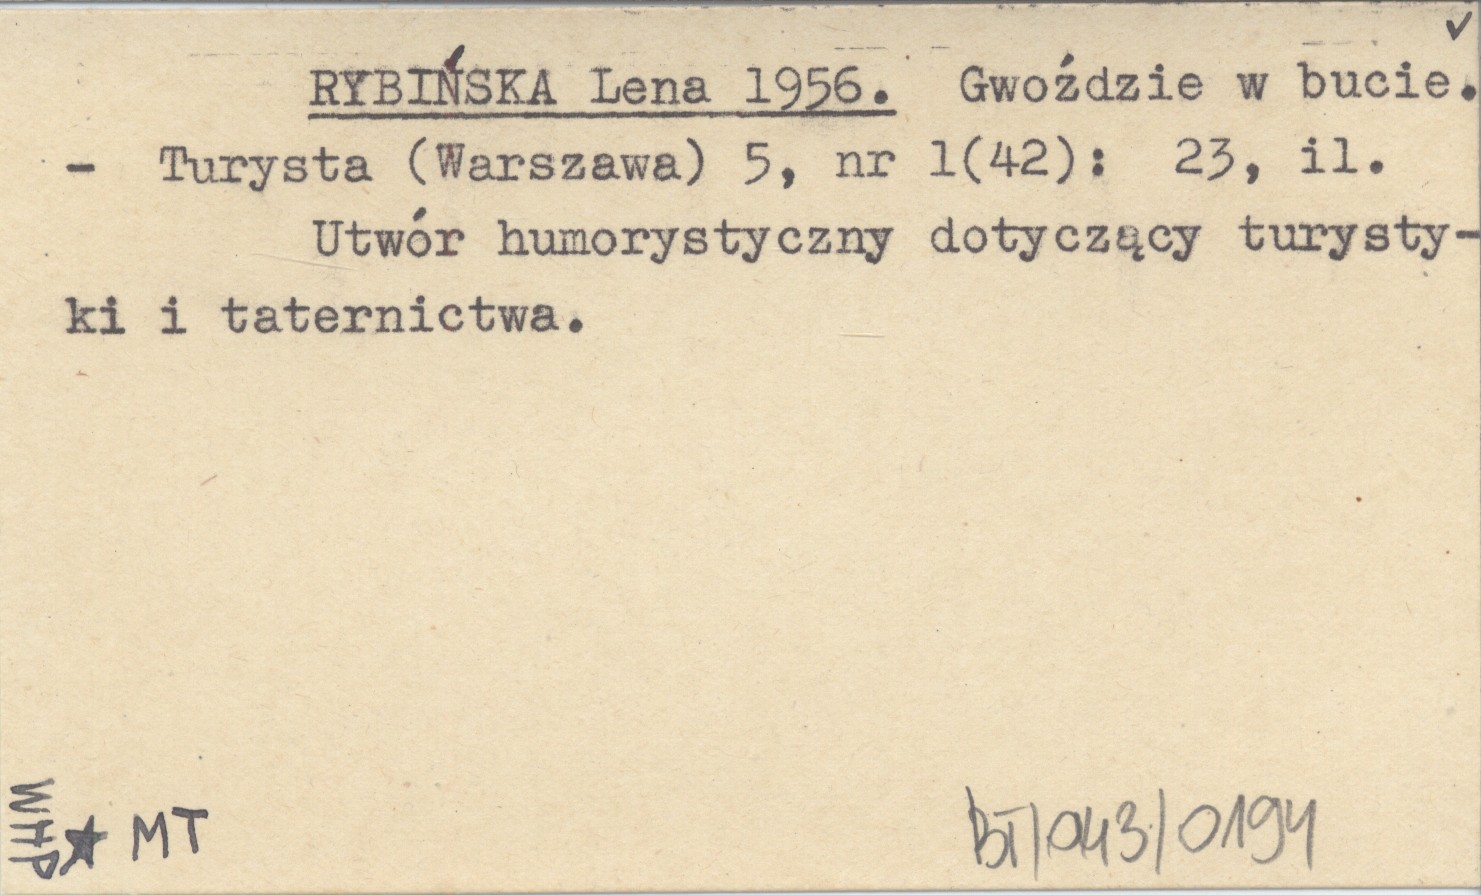 ✓
RYBIŃSKA Lena 1956. Gwoździe w bucie.
- Turysta (Warszawa) 5, nr 1(42): 23, il.
Utwór humorystyczny dotyczący turysty-
ki i taternictwa.
WHP ★ MT
BT/043/0194